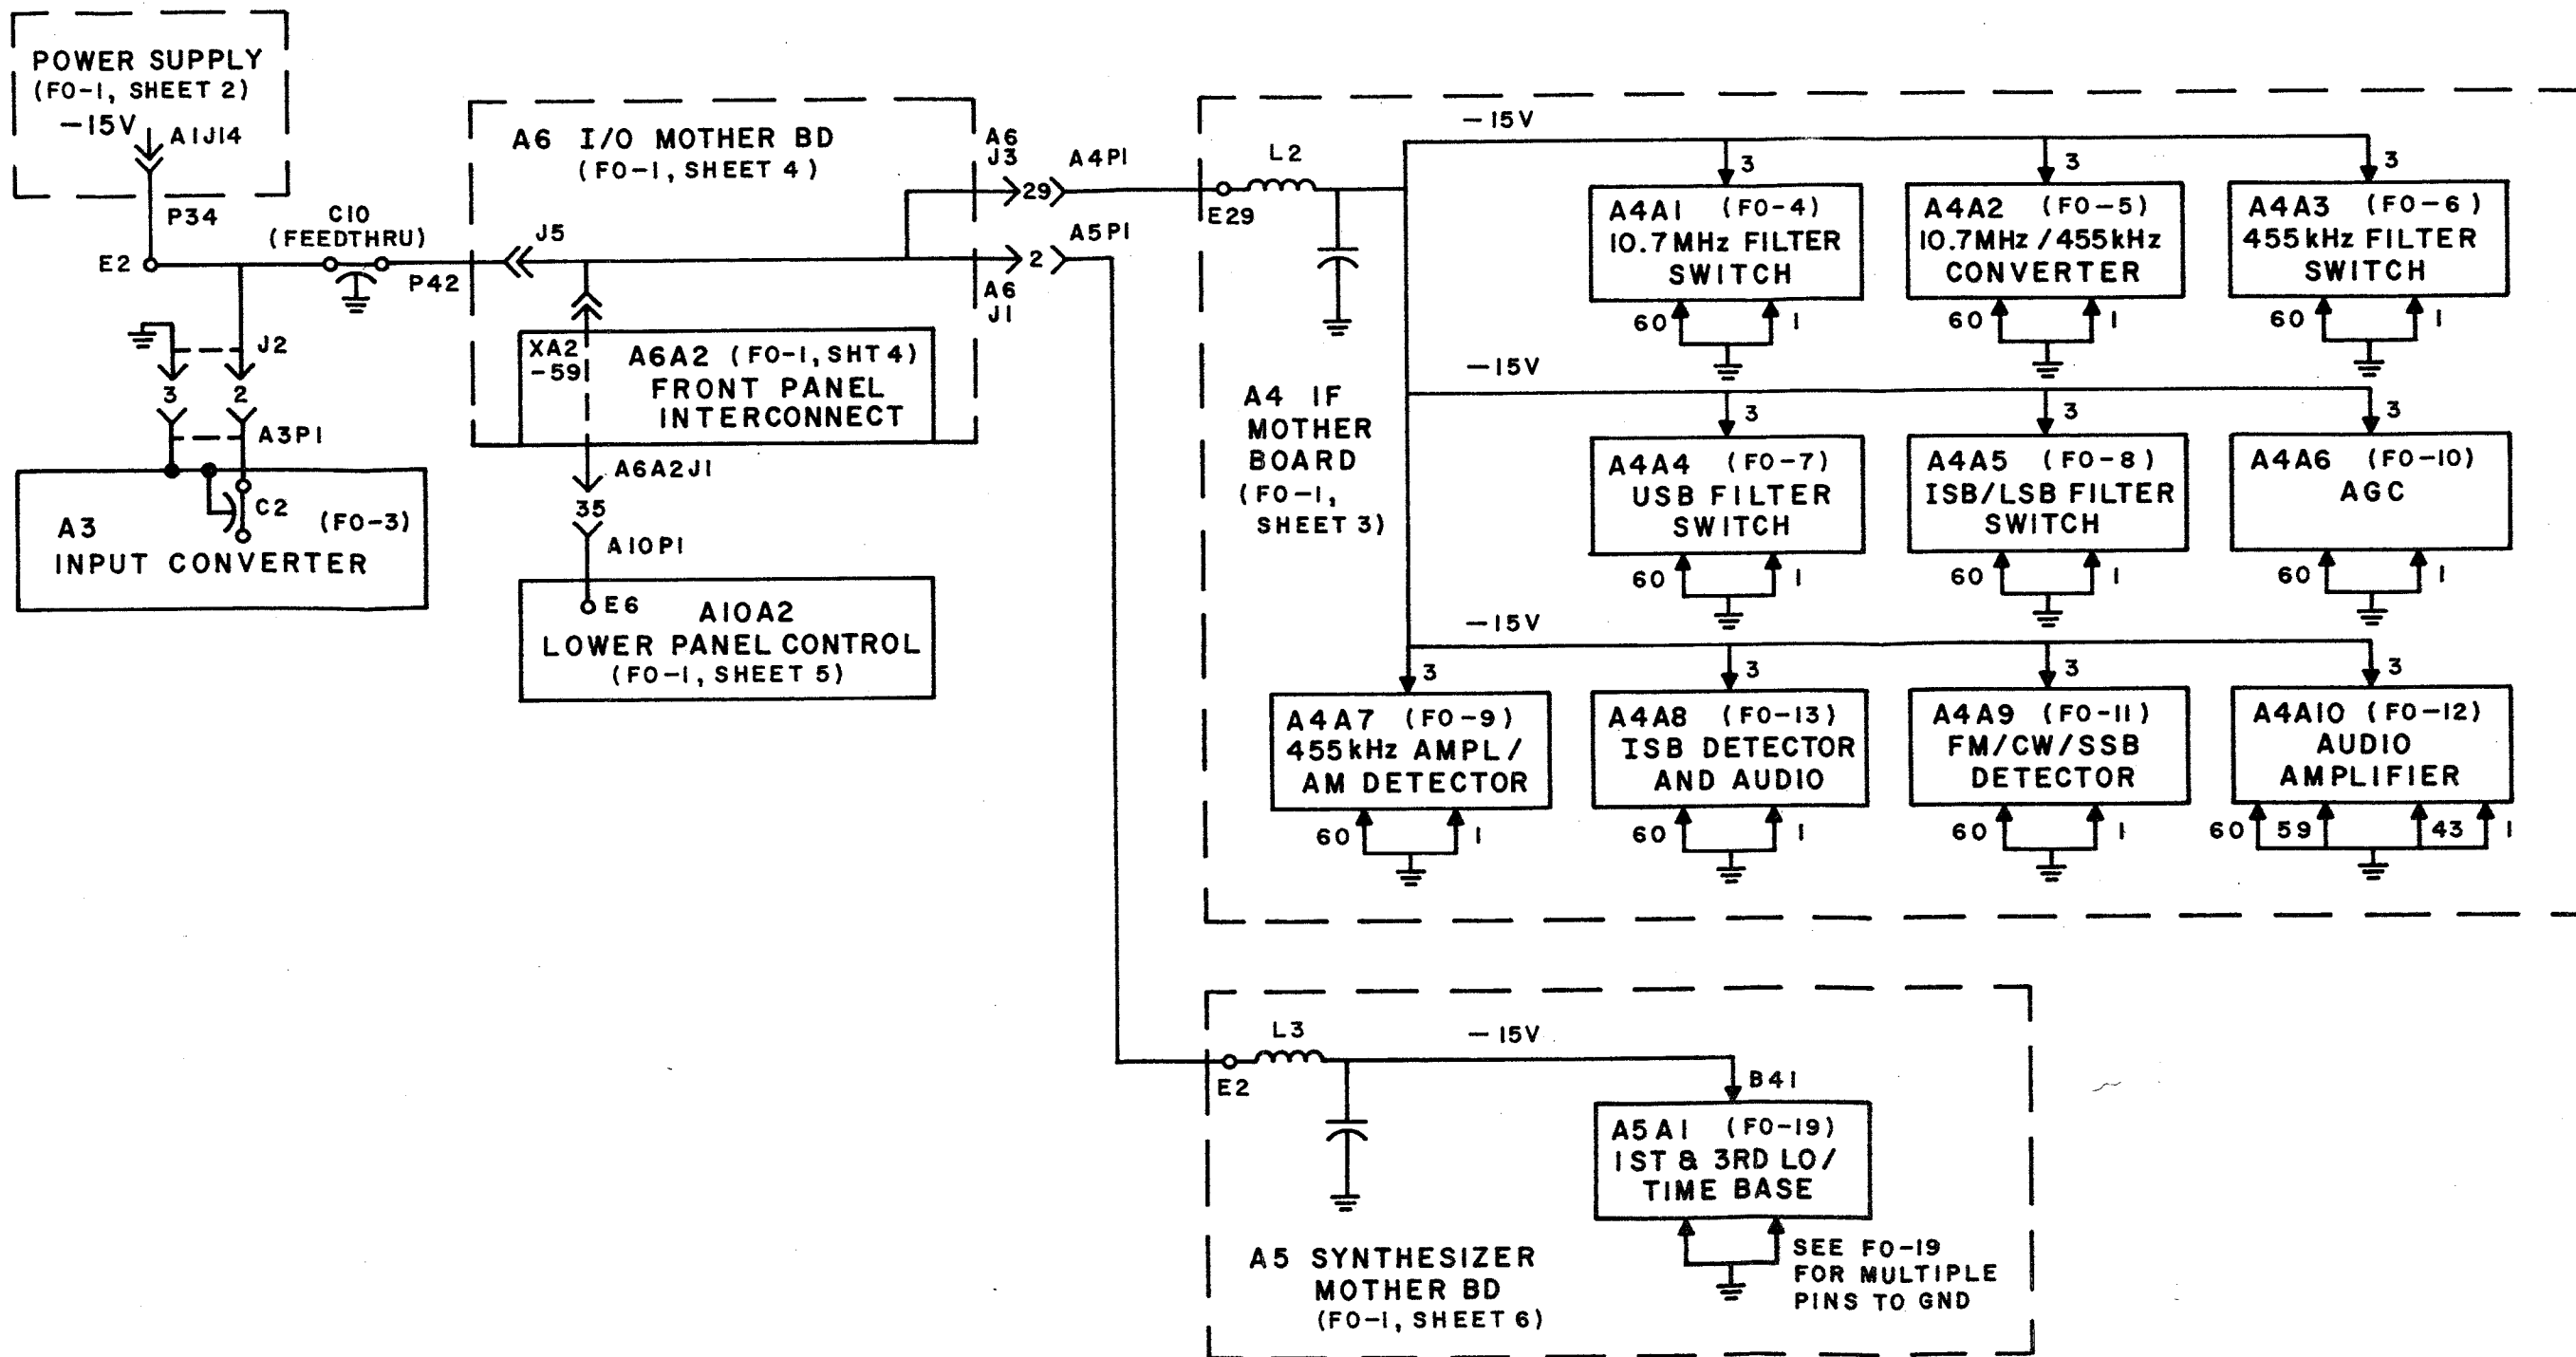 POWER SUPPLY
(FO-1, SHEET 2)
-15V
A1J14
P34
E2
C10
(FEEDTHRU)
P42
J5
J2
3
2
A3P1
C2
A3
(FO-3)
INPUT CONVERTER
A6 I/O MOTHER BD
(FO-1, SHEET 4)
XA2
-59
A6A2 (FO-1, SHT 4)
FRONT PANEL
INTERCONNECT
A6A2J1
35
A10P1
E6
A10A2
LOWER PANEL CONTROL
(FO-1, SHEET 5)
A6
J3
29
A4P1
2
A5P1
A6
J1
E29
L2
A4 IF
MOTHER
BOARD
(FO-1,
SHEET 3)
-15V
3
A4A1 (FO-4)
10.7MHz FILTER
SWITCH
60
1
3
A4A2 (FO-5)
10.7MHz/455kHz
CONVERTER
60
1
3
A4A3 (FO-6)
455kHz FILTER
SWITCH
60
1
-15V
3
A4A4 (FO-7)
USB FILTER
SWITCH
60
1
3
A4A5 (FO-8)
ISB/LSB FILTER
SWITCH
60
1
3
A4A6 (FO-10)
AGC
60
1
-15V
3
A4A7 (FO-9)
455kHz AMPL/
AM DETECTOR
60
1
3
A4A8 (FO-13)
ISB DETECTOR
AND AUDIO
60
1
3
A4A9 (FO-11)
FM/CW/SSB
DETECTOR
60
1
3
A4A10 (FO-12)
AUDIO
AMPLIFIER
60
59
43
1
E2
L3
-15V
B41
A5A1 (FO-19)
1ST & 3RD LO/
TIME BASE
SEE FO-19
FOR MULTIPLE
PINS TO GND
A5 SYNTHESIZER
MOTHER BD
(FO-1, SHEET 6)